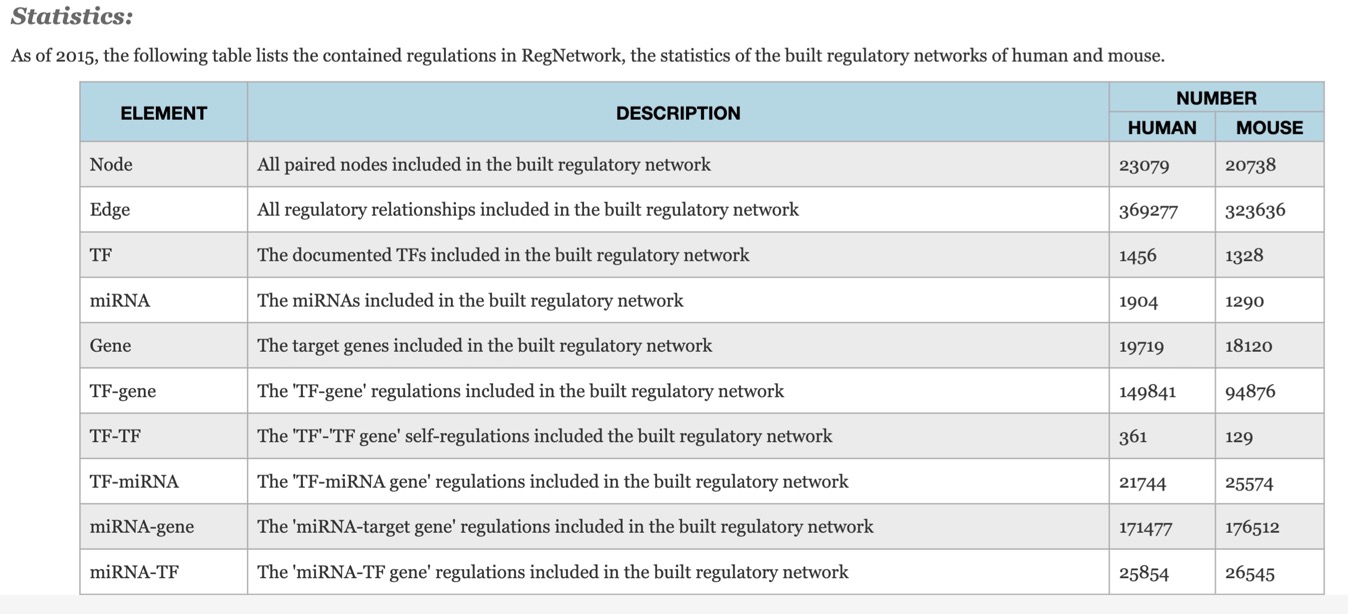 Statistics:
As of 2015, the following table lists the contained regulations in RegNetwork, the statistics of the built regulatory networks of human and mouse.
ELEMENT DESCRIPTION NUMBER
HUMAN MOUSE
Node All paired nodes included in the built regulatory network 23079 20738
Edge All regulatory relationships included in the built regulatory network 369277 323636
TF The documented TFs included in the built regulatory network 1456 1328
miRNA The miRNAs included in the built regulatory network 1904 1290
Gene The target genes included in the built regulatory network 19719 18120
TF-gene The 'TF-gene' regulations included in the built regulatory network 149841 94876
TF-TF The 'TF'-'TF gene' self-regulations included the built regulatory network 361 129
TF-miRNA The 'TF-miRNA gene' regulations included in the built regulatory network 21744 25574
miRNA-gene The 'miRNA-target gene' regulations included in the built regulatory network 171477 176512
miRNA-TF The 'miRNA-TF gene' regulations included in the built regulatory network 25854 26545